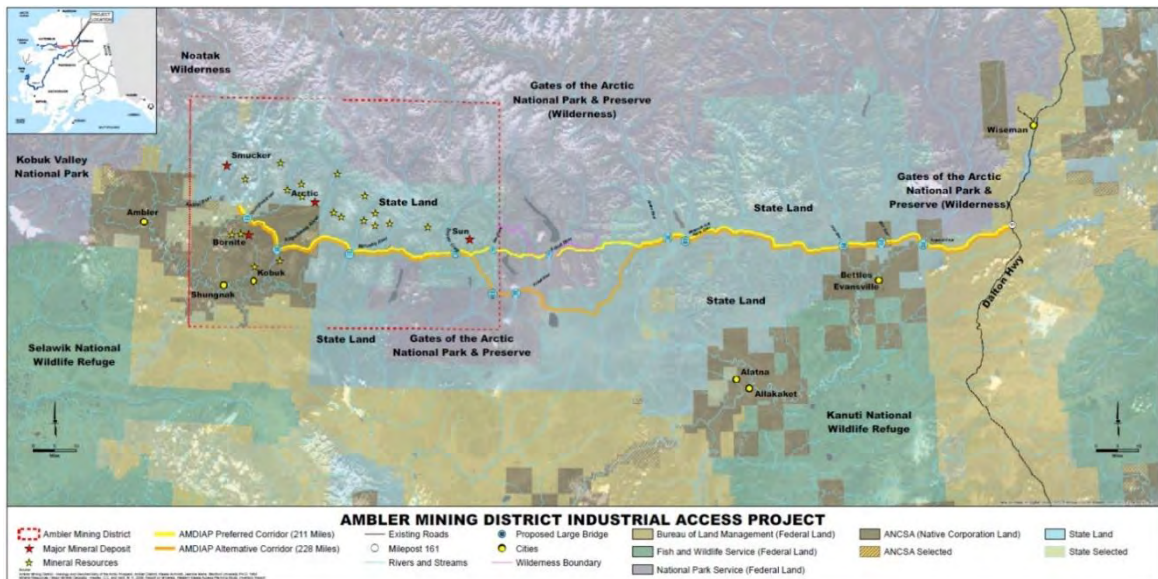 PROJECT
LOCATION
Noatak
Wilderness
Gates of the Arctic
National Park & Preserve
(Wilderness)
Wiseman
Kobuk Valley
National Park
Smucker
Gates of the Arctic
National Park &
Preserve (Wilderness)
Arctic
State Land
State Land
Ambler
Sun
Bornite
Kobuk
Bettles
Evansville
Shungnak
Dalton Hwy
State Land
State Land
Gates of the Arctic
National Park & Preserve
Selawik National
Wildlife Refuge
Alatna
Allakaket
Kanuti National
Wildlife Refuge
Miles
Miles
AMBLER MINING DISTRICT INDUSTRIAL ACCESS PROJECT
Ambler Mining District
AMDIAP Preferred Corridor (211 Miles)
Existing Roads
Proposed Large Bridge
Bureau of Land Management (Federal Land)
ANCSA (Native Corporation Land)
State Land
Major Mineral Deposit
AMDIAP Alternative Corridor (228 Miles)
Milepost 161
Cities
Fish and Wildlife Service (Federal Land)
ANCSA Selected
State Selected
Mineral Resources
Rivers and Streams
Wilderness Boundary
National Park Service (Federal Land)